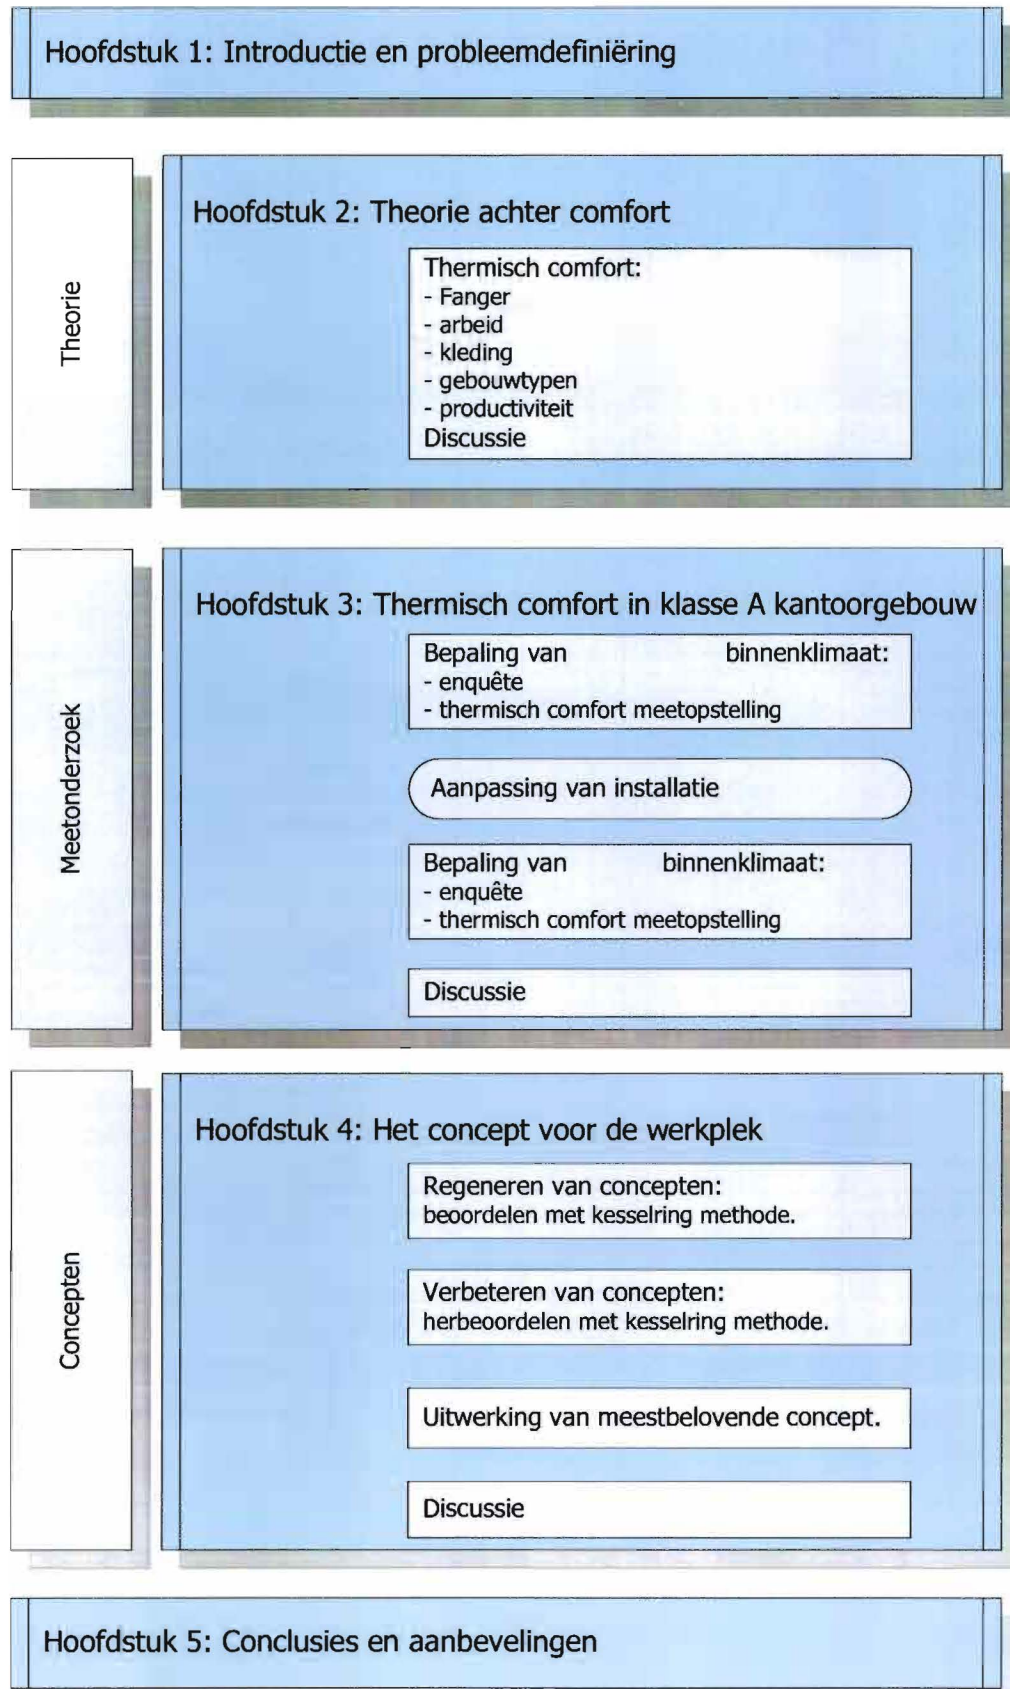 Hoofdstuk 1: Introductie en probleemdefiniëring
Theorie
Hoofdstuk 2: Theorie achter comfort
Thermisch comfort:
- Fanger
- arbeid
- kleding
- gebouwtypen
- productiviteit
Discussie
Meetonderzoek
Hoofdstuk 3: Thermisch comfort in klasse A kantoorgebouw
Bepaling van binnenklimaat:
- enquête
- thermisch comfort meetopstelling
Aanpassing van installatie
Bepaling van binnenklimaat:
- enquête
- thermisch comfort meetopstelling
Discussie
Concepten
Hoofdstuk 4: Het concept voor de werkplek
Regeneren van concepten:
beoordelen met kesselring methode.
Verbeteren van concepten:
herbeoordelen met kesselring methode.
Uitwerking van meestbelovende concept.
Discussie
Hoofdstuk 5: Conclusies en aanbevelingen